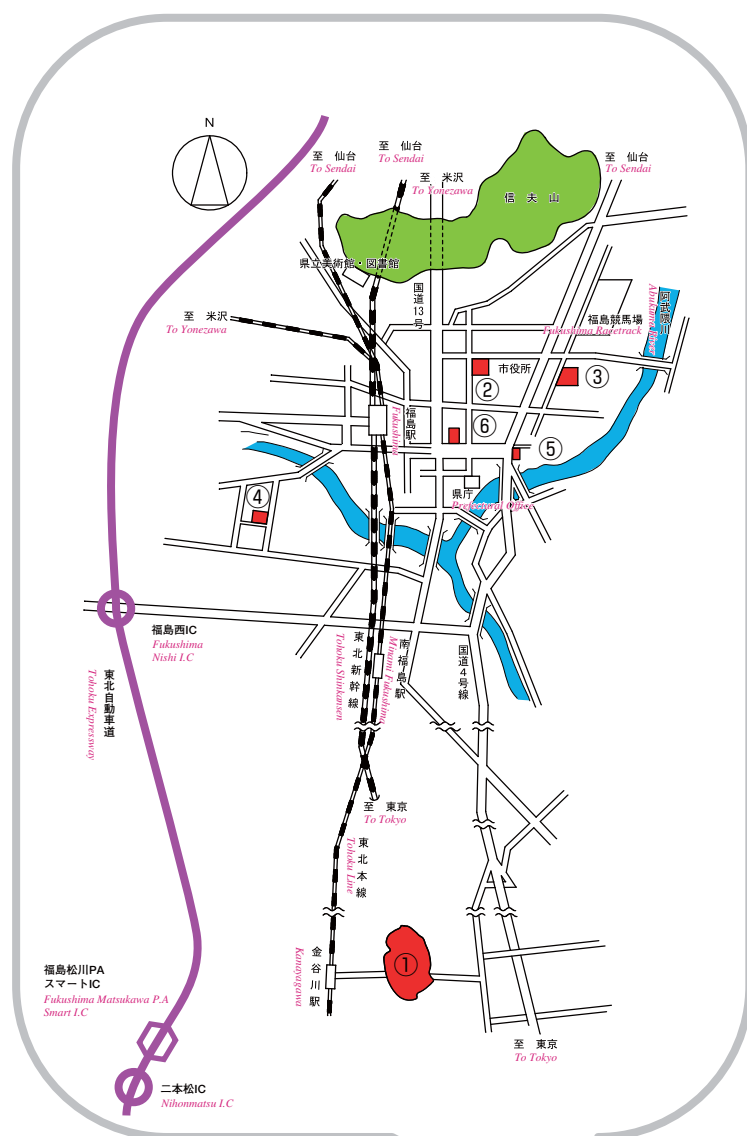 N
至 仙台
To Sendai
至 仙台
To Sendai
至 米沢
To Yonezawa
至 仙台
To Sendai
信夫山
県立美術館・図書館
至 米沢
To Yonezawa
国道13号
福島競馬場
Fukushima Racetrack
阿武隈川
Abukuma River
市役所
②
③
福島駅
Fukushima
⑥
⑤
県庁
Prefectural Office
④
福島西IC
Fukushima
Nishi I.C
東北自動車道
Tohoku Expressway
東北新幹線
Tohoku Shinkansen
南福島駅
Minami Fukushima
国道4号線
至 東京
To Tokyo
東北本線
Tohoku Line
金谷川駅
Kanayagawa
①
福島松川PA
スマートIC
Fukushima Matsukawa P.A
Smart I.C
二本松IC
Nihonmatsu I.C
至 東京
To Tokyo